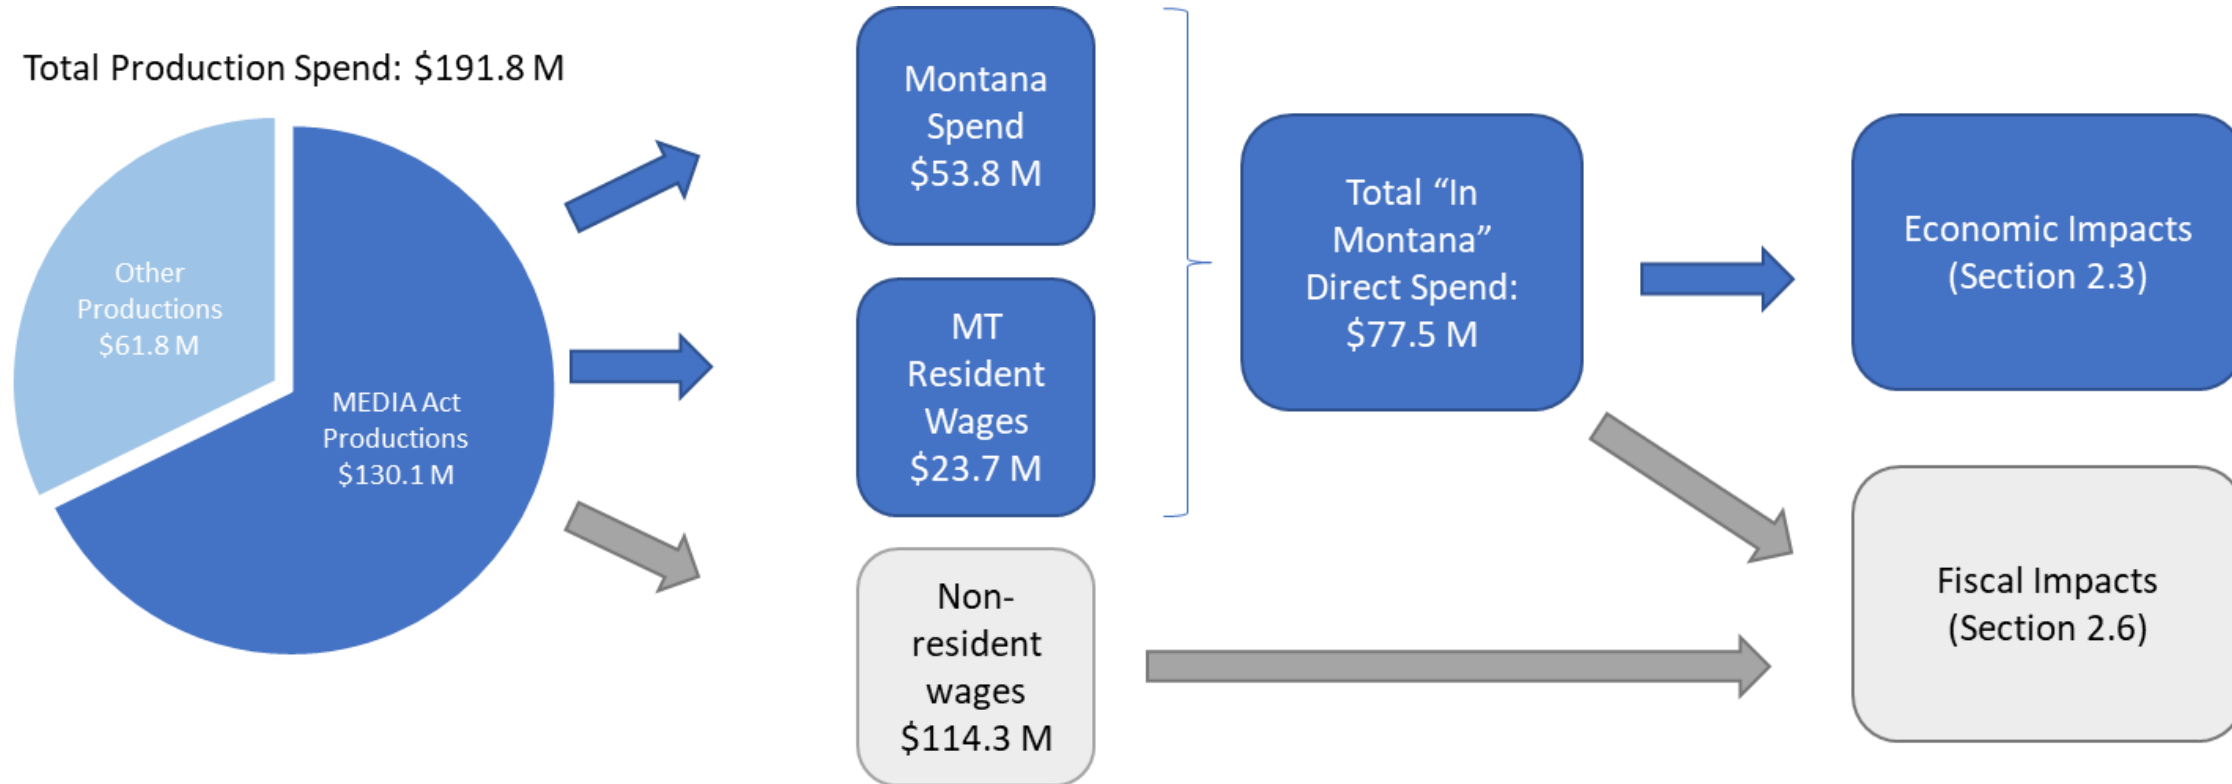 Total Production Spend: $191.8 M
Other
Productions
$61.8 M
MEDIA Act
Productions
$130.1 M
Montana
Spend
$53.8 M
MT
Resident
Wages
$23.7 M
Non-
resident
wages
$114.3 M
Total “In
Montana”
Direct Spend:
$77.5 M
Economic Impacts
(Section 2.3)
Fiscal Impacts
(Section 2.6)